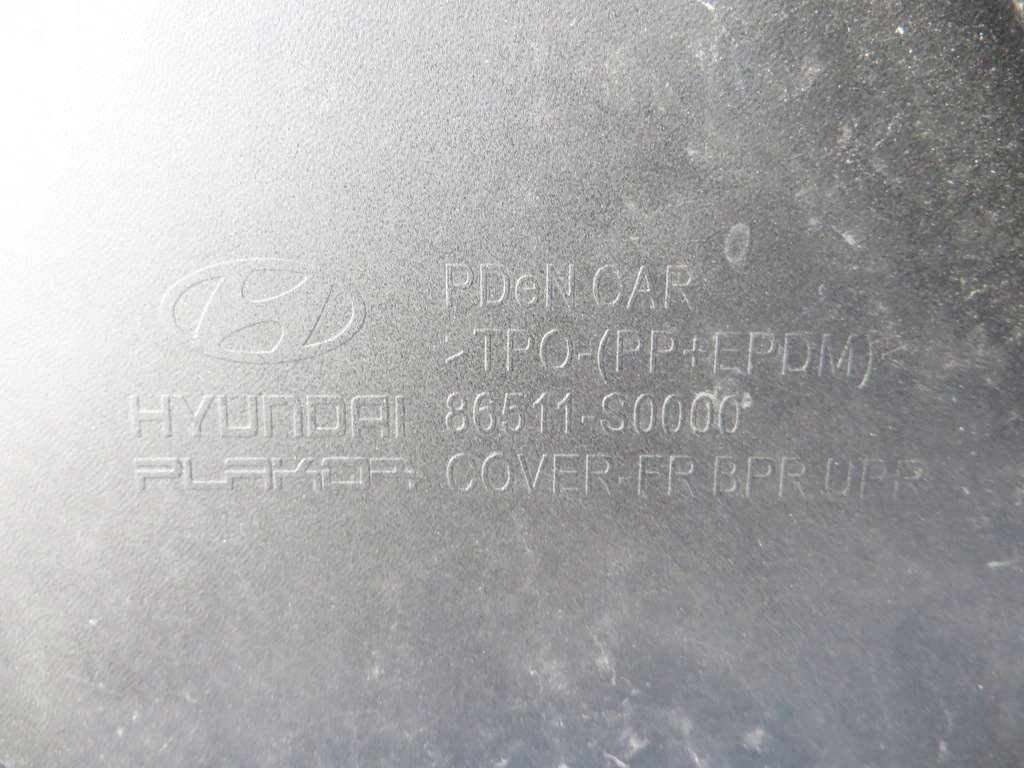 PDeN CAR
>TPO-(PP+EPDM)<
HYUNDAI 86511-S0000
PLAKOR COVER-FR BPR UPR